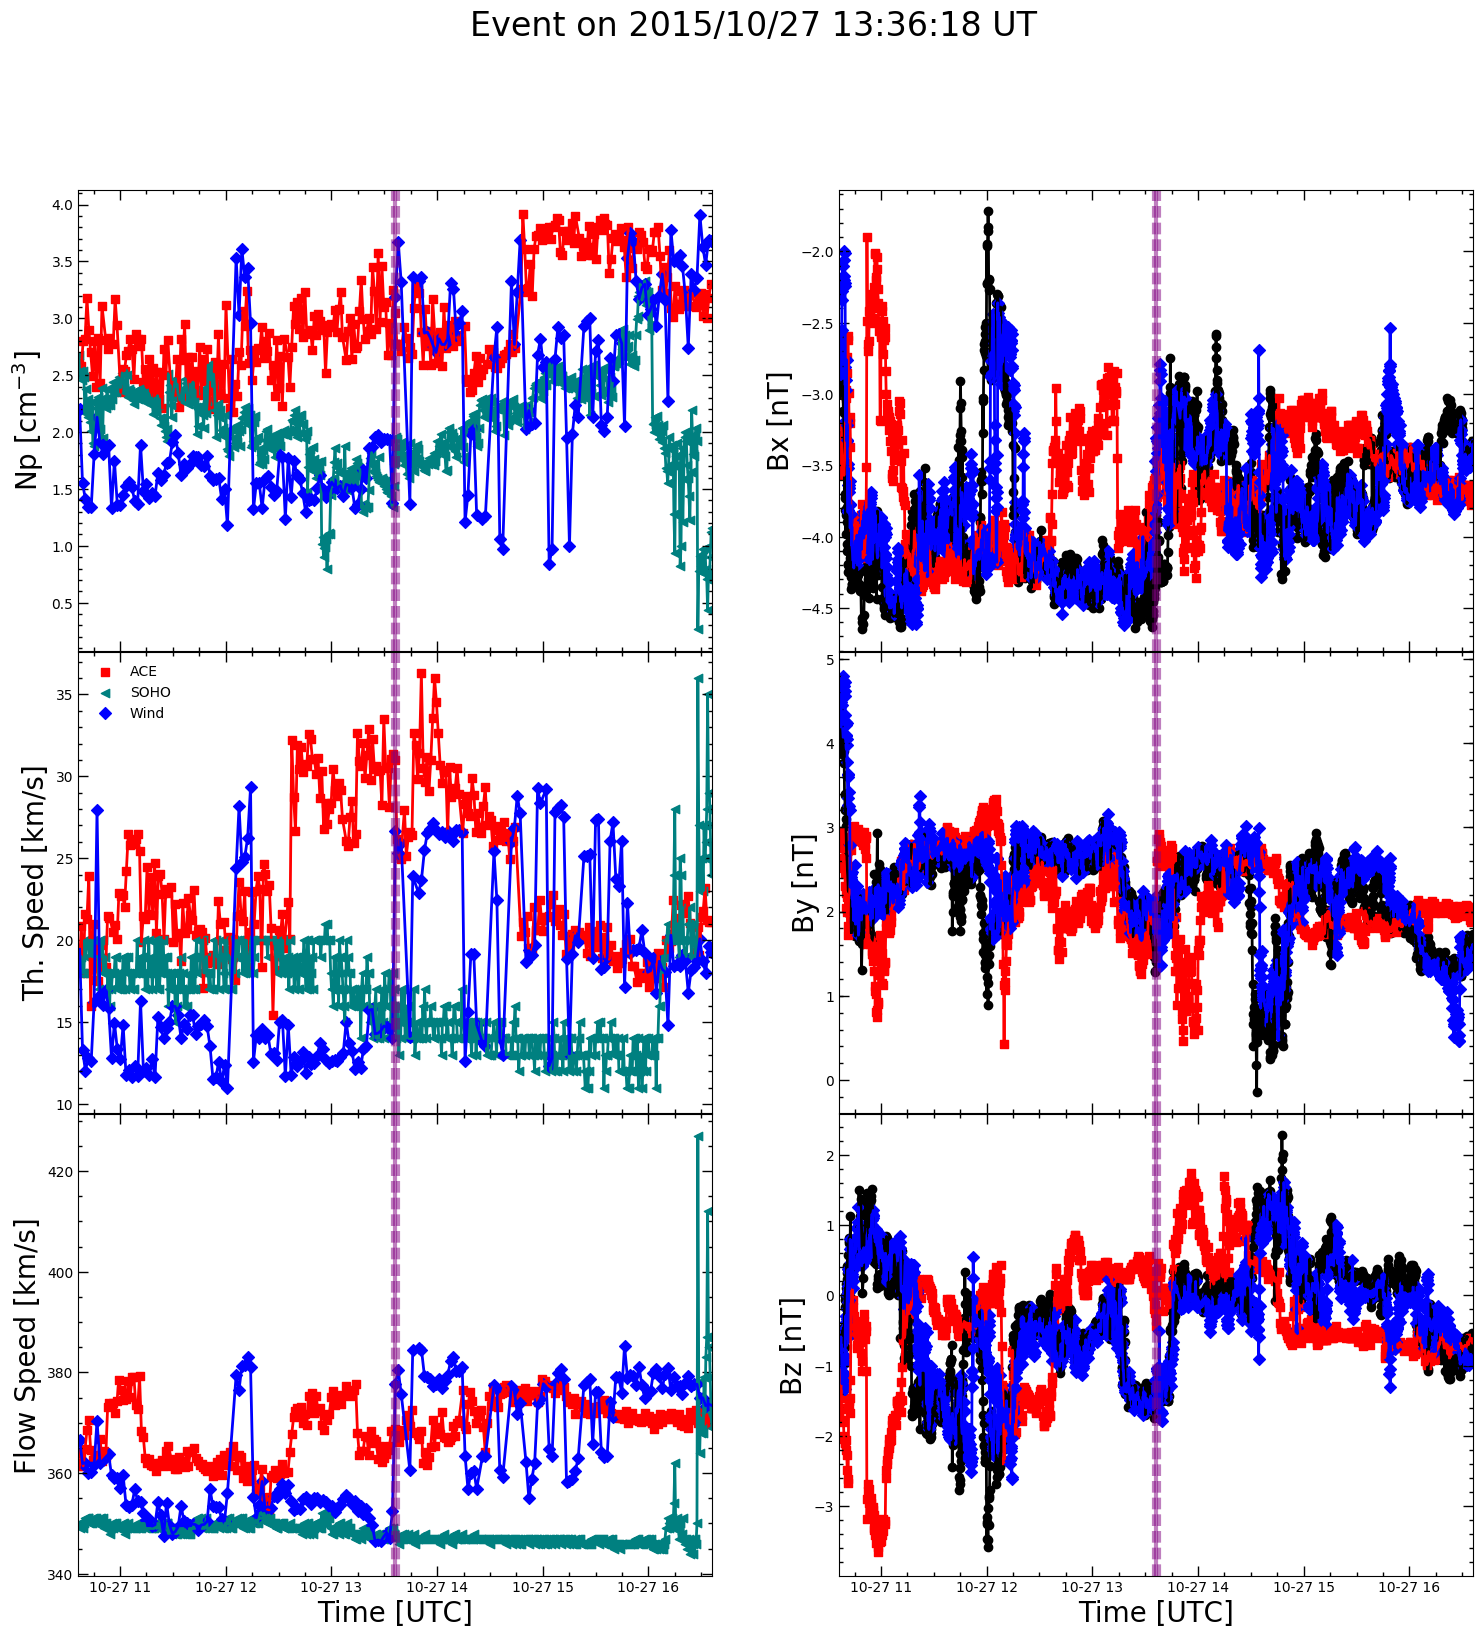 Event on 2015/10/27 13:36:18 UT
Np [cm⁻³]
4.0
3.5
3.0
2.5
2.0
1.5
1.0
0.5
Bx [nT]
−2.0
−2.5
−3.0
−3.5
−4.0
−4.5
Th. Speed [km/s]
35
30
25
20
15
10
ACE
SOHO
Wind
By [nT]
5
4
3
2
1
0
Flow Speed [km/s]
420
400
380
360
340
10-27 11 10-27 12 10-27 13 10-27 14 10-27 15 10-27 16
Time [UTC]
Bz [nT]
2
1
0
−1
−2
−3
10-27 11 10-27 12 10-27 13 10-27 14 10-27 15 10-27 16
Time [UTC]